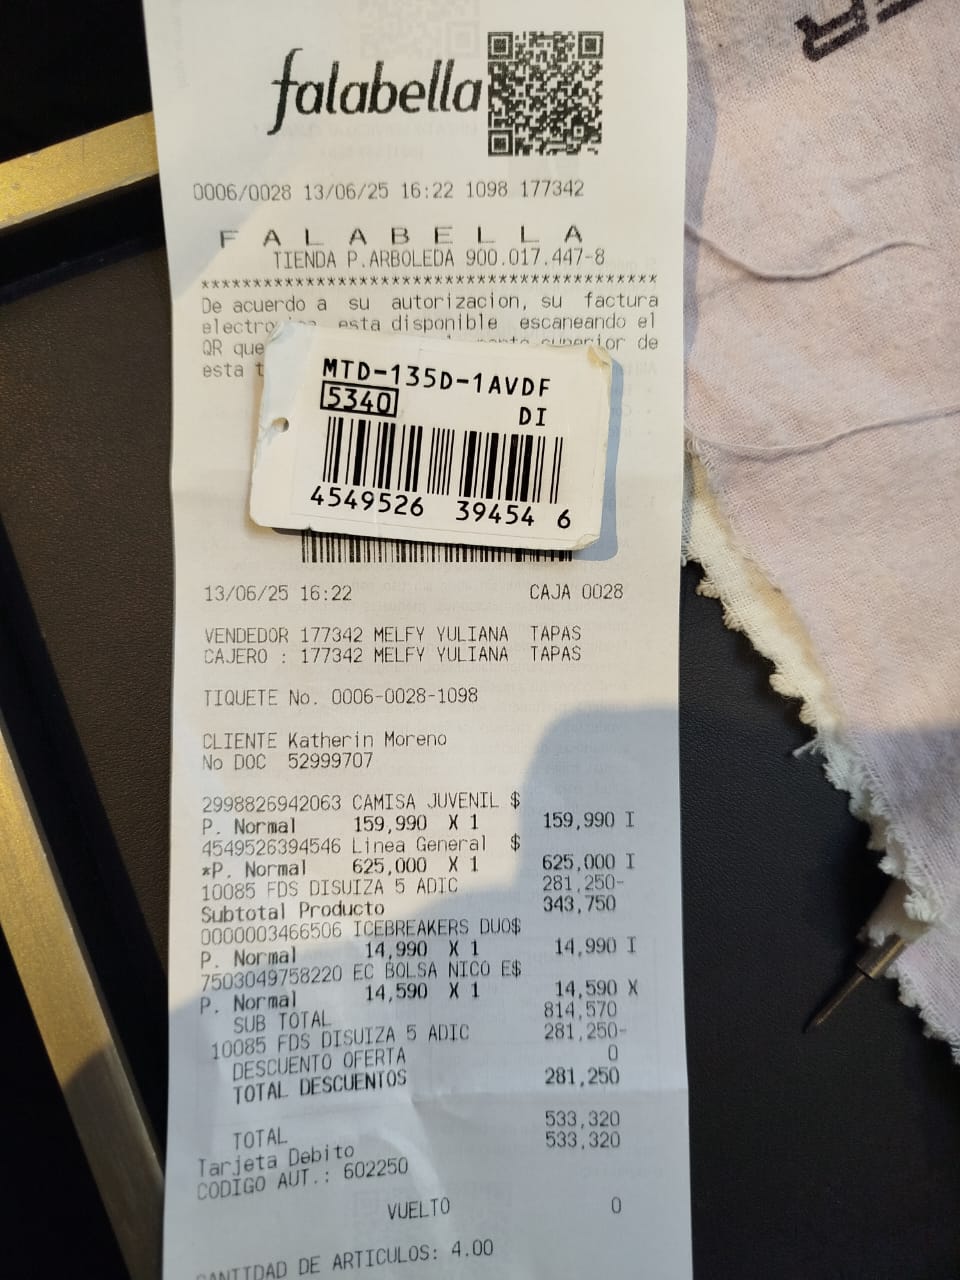 falabella
0006/0028 13/06/25 16:22 1098 177342
F A L A B E L L A
TIENDA P.ARBOLEDA 900.017.447-8
****************************************
De acuerdo a su autorizacion, su factura
esta disponible escaneando el
QR que superior de
esta
MTD-135D-1AVDF
5340 DI
4549526 39454 6
13/06/25 16:22 CAJA 0028
VENDEDOR 177342 MELFY YULIANA TAPAS
CAJERO : 177342 MELFY YULIANA TAPAS
TIQUETE No. 0006-0028-1098
CLIENTE Katherin Moreno
No DOC 52999707
2998826942063 CAMISA JUVENIL $
P. Normal 159,990 X 1 159,990 I
4549526394546 Linea General $
*P. Normal 625,000 X 1 625,000 I
10085 FDS DISUIZA 5 ADIC 281,250-
Subtotal Producto 343,750
0000003466506 ICEBREAKERS DUO$
P. Normal 14,990 X 1 14,990 I
7503049758220 EC BOLSA NICO E$
P. Normal 14,590 X 1 14,590 X
SUB TOTAL 814,570
10085 FDS DISUIZA 5 ADIC 281,250-
DESCUENTO OFERTA 0
TOTAL DESCUENTOS 281,250
TOTAL 533,320
Tarjeta Debito 533,320
CODIGO AUT.: 602250
VUELTO 0
CANTIDAD DE ARTICULOS: 4.00